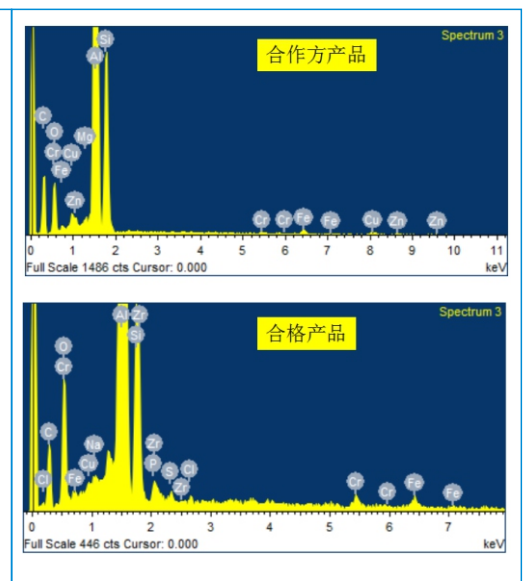 Spectrum 3
合作方产品
Si
Al
C
O
Mg
Cr
Cu
Fe
Zn
Cr
Cr
Fe
Fe
Cu
Zn
Zn
0 1 2 3 4 5 6 7 8 9 10 11
Full Scale 1486 cts Cursor: 0.000 keV
Spectrum 3
合格产品
Al
Zr
Si
O
Cr
C
Na
Zr
Cl
Fe
Cu
P
S
Cl
Zr
Cr
Cr
Fe
Fe
0 1 2 3 4 5 6 7
Full Scale 446 cts Cursor: 0.000 keV